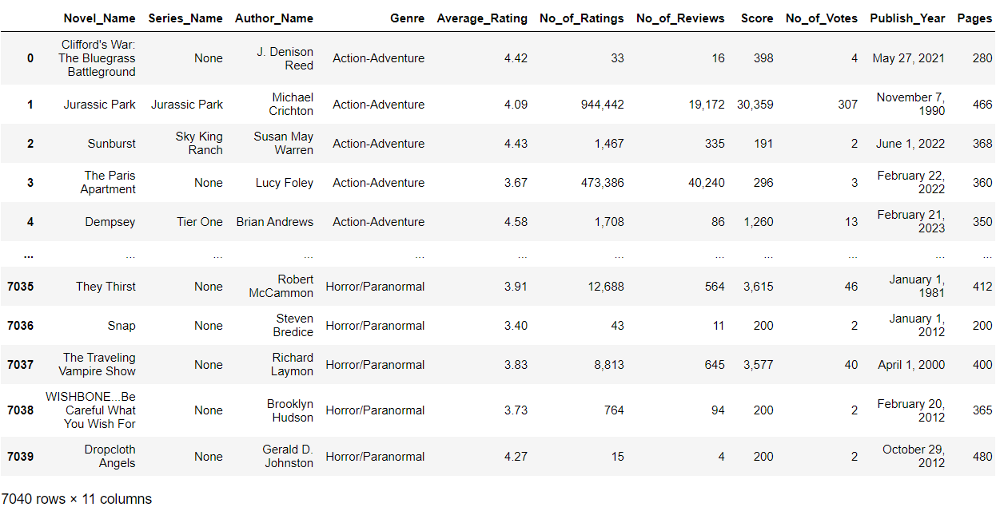 Novel_Name Series_Name Author_Name Genre Average_Rating No_of_Ratings No_of_Reviews Score No_of_Votes Publish_Year Pages
0 Clifford's War: The Bluegrass Battleground None J. Denison Reed Action-Adventure 4.42 33 16 398 4 May 27, 2021 280
1 Jurassic Park Jurassic Park Michael Crichton Action-Adventure 4.09 944,442 19,172 30,359 307 November 7, 1990 466
2 Sunburst Sky King Ranch Susan May Warren Action-Adventure 4.43 1,467 335 191 2 June 1, 2022 368
3 The Paris Apartment None Lucy Foley Action-Adventure 3.67 473,386 40,240 296 3 February 22, 2022 360
4 Dempsey Tier One Brian Andrews Action-Adventure 4.58 1,708 86 1,260 13 February 21, 2023 350
... ... ... ... ... ... ... ... ... ... ... ...
7035 They Thirst None Robert McCammon Horror/Paranormal 3.91 12,688 564 3,615 46 January 1, 1981 412
7036 Snap None Steven Bredice Horror/Paranormal 3.40 43 11 200 2 January 1, 2012 200
7037 The Traveling Vampire Show None Richard Laymon Horror/Paranormal 3.83 8,813 645 3,577 40 April 1, 2000 400
7038 WISHBONE...Be Careful What You Wish For None Brooklyn Hudson Horror/Paranormal 3.73 764 94 200 2 February 20, 2012 365
7039 Dropcloth Angels None Gerald D. Johnston Horror/Paranormal 4.27 15 4 200 2 October 29, 2012 480
7040 rows × 11 columns